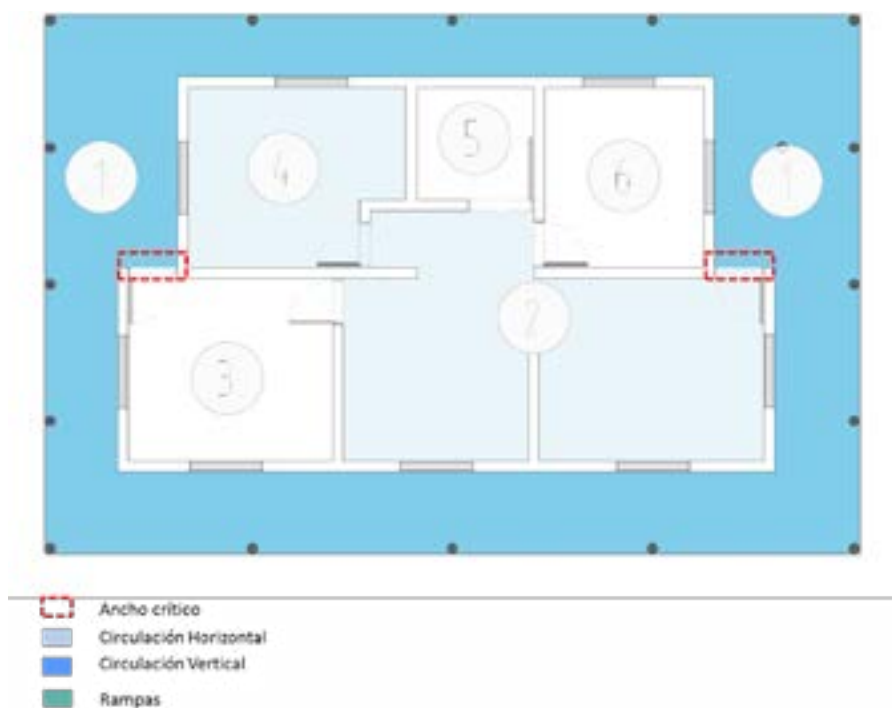 5
1
4
6
1
2
3
Ancho crítico
Circulación Horizontal
Circulación Vertical
Rampas